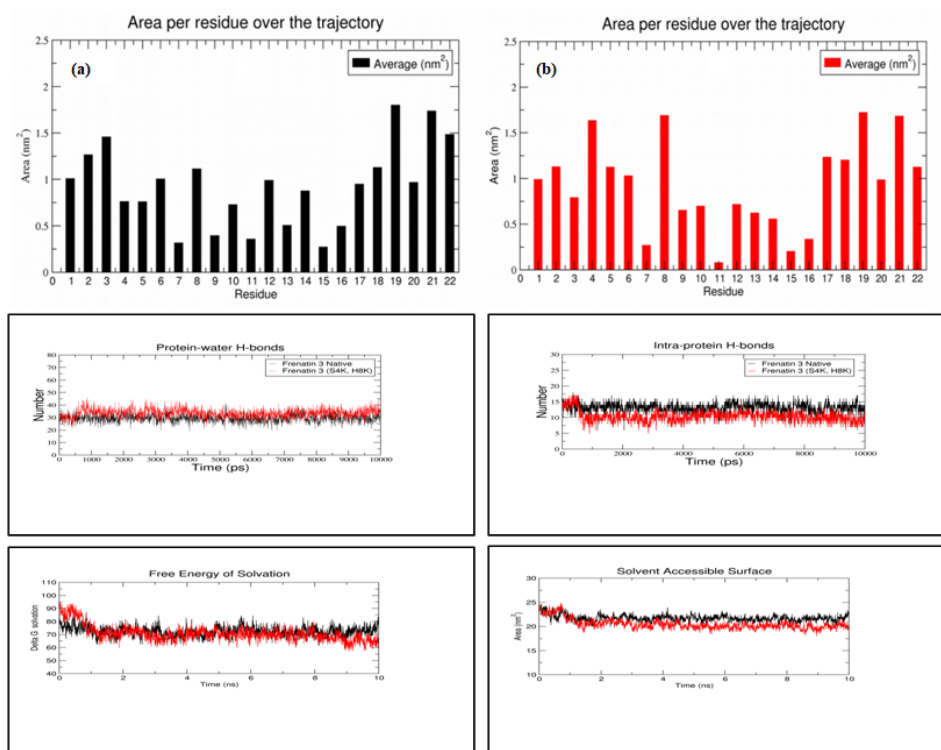 Area per residue over the trajectory
(a)
Average (nm²)
Area (nm²)
2.5
2
1.5
1
0.5
0
0 1 2 3 4 5 6 7 8 9 10 11 12 13 14 15 16 17 18 19 20 21 22
Residue
Area per residue over the trajectory
(b)
Average (nm²)
Area (nm²)
2.5
2
1.5
1
0.5
0
0 1 2 3 4 5 6 7 8 9 10 11 12 13 14 15 16 17 18 19 20 21 22
Residue
Protein-water H-bonds
Frenatin 3 Native
Frenatin 3 (S4K, H8K)
Number
80
70
60
50
40
30
20
10
0
0 1000 2000 3000 4000 5000 6000 7000 8000 9000 10000
Time (ps)
Intra-protein H-bonds
Frenatin 3 Native
Frenatin 3 (S4K, H8K)
Number
30
25
20
15
10
5
0
0 2000 4000 6000 8000 10000
Time (ps)
Free Energy of Solvation
Delta G solvation
110
100
90
80
70
60
50
40
0 2 4 6 8 10
Time (ns)
Solvent Accessible Surface
Area (nm²)
30
25
20
15
10
0 2 4 6 8 10
Time (ns)